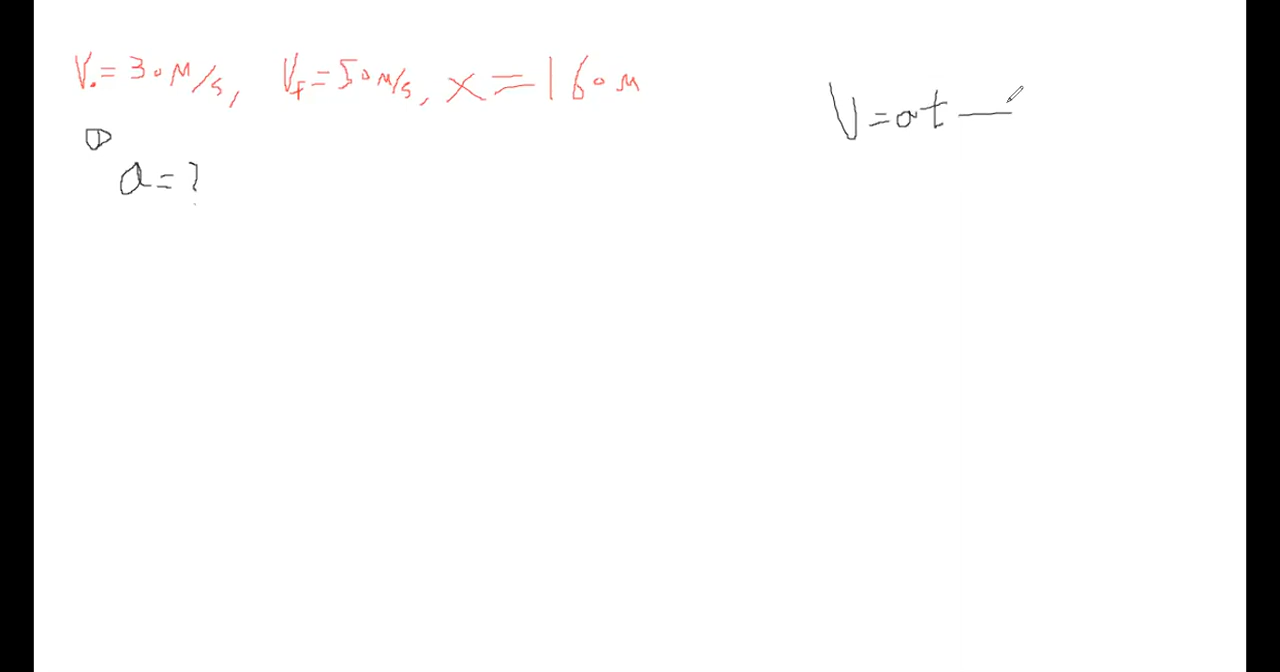 V₀ = 30 M/s, V_f = 50 M/s, x = 160 m
①
a = ?
V = at —